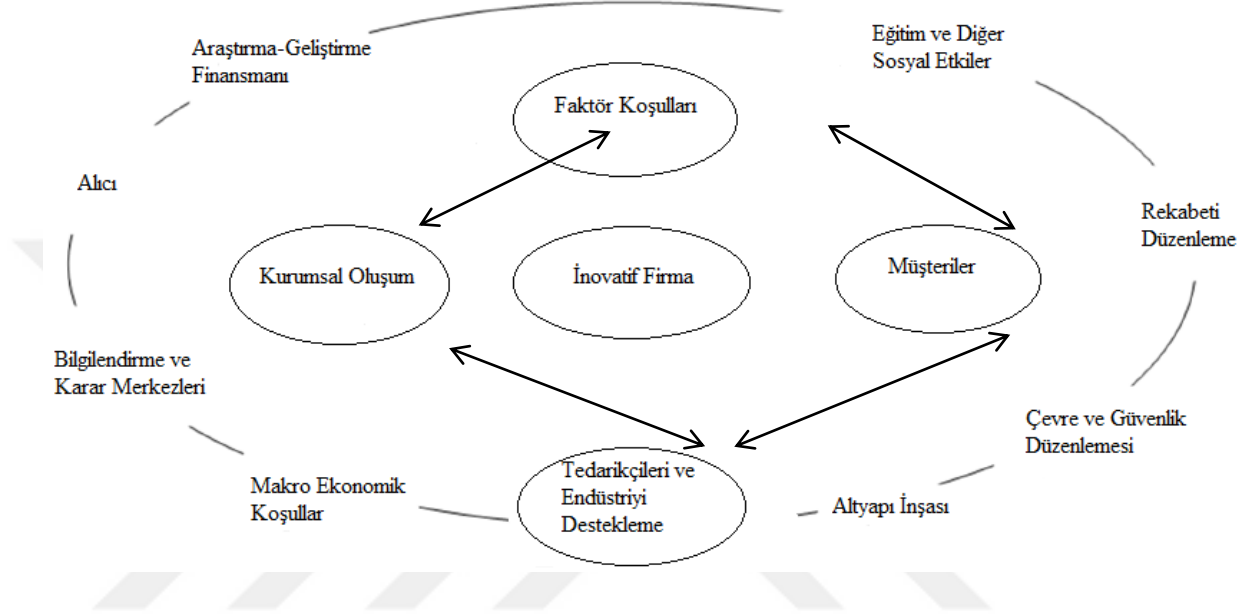 Araştırma-Geliştirme
Finansmanı
Eğitim ve Diğer
Sosyal Etkiler
Faktör Koşulları
Alıcı
Rekabeti
Düzenleme
Kurumsal Oluşum
İnovatif Firma
Müşteriler
Bilgilendirme ve
Karar Merkezleri
Çevre ve Güvenlik
Düzenlemesi
Makro Ekonomik
Koşullar
Tedarikçileri ve
Endüstriyi
Destekleme
Altyapı İnşası